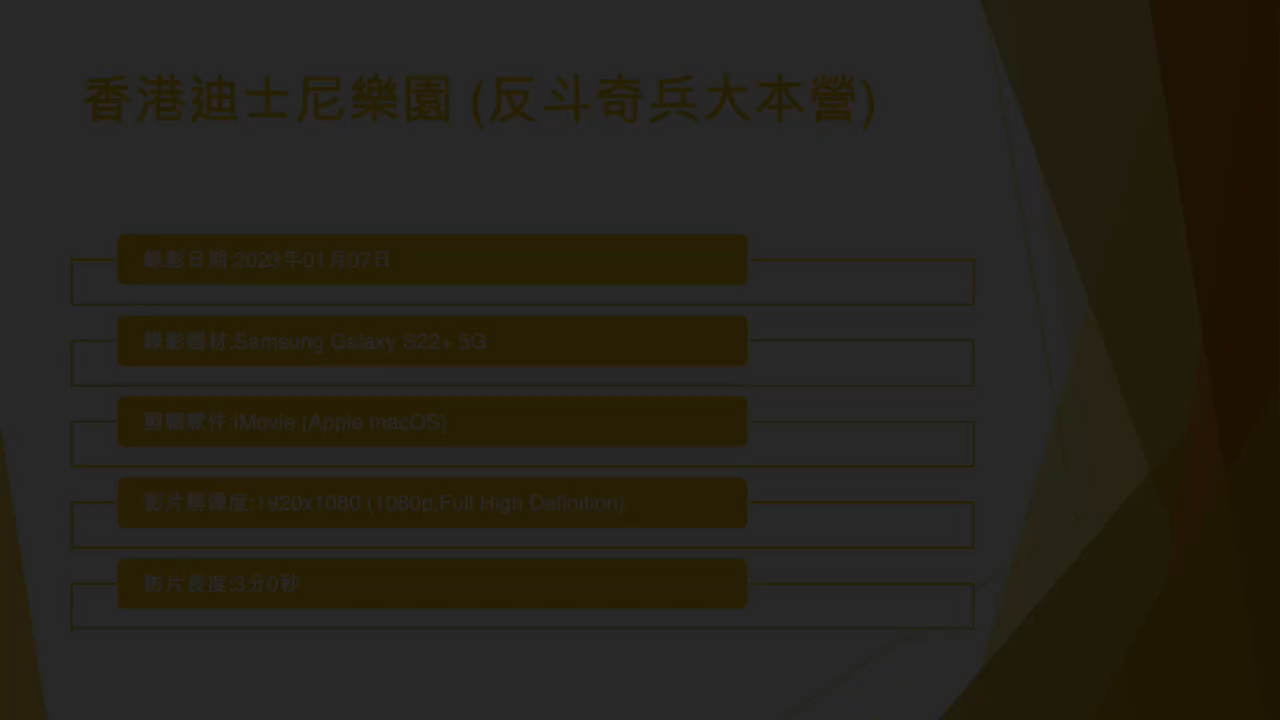 香港迪士尼樂園 (反斗奇兵大本營)
錄影日期:2023年01月07日
錄影器材:Samsung Galaxy S22+ 5G
剪輯軟件:iMovie (Apple macOS)
影片解像度:1920x1080 (1080p,Full High Definition)
影片長度:3分0秒